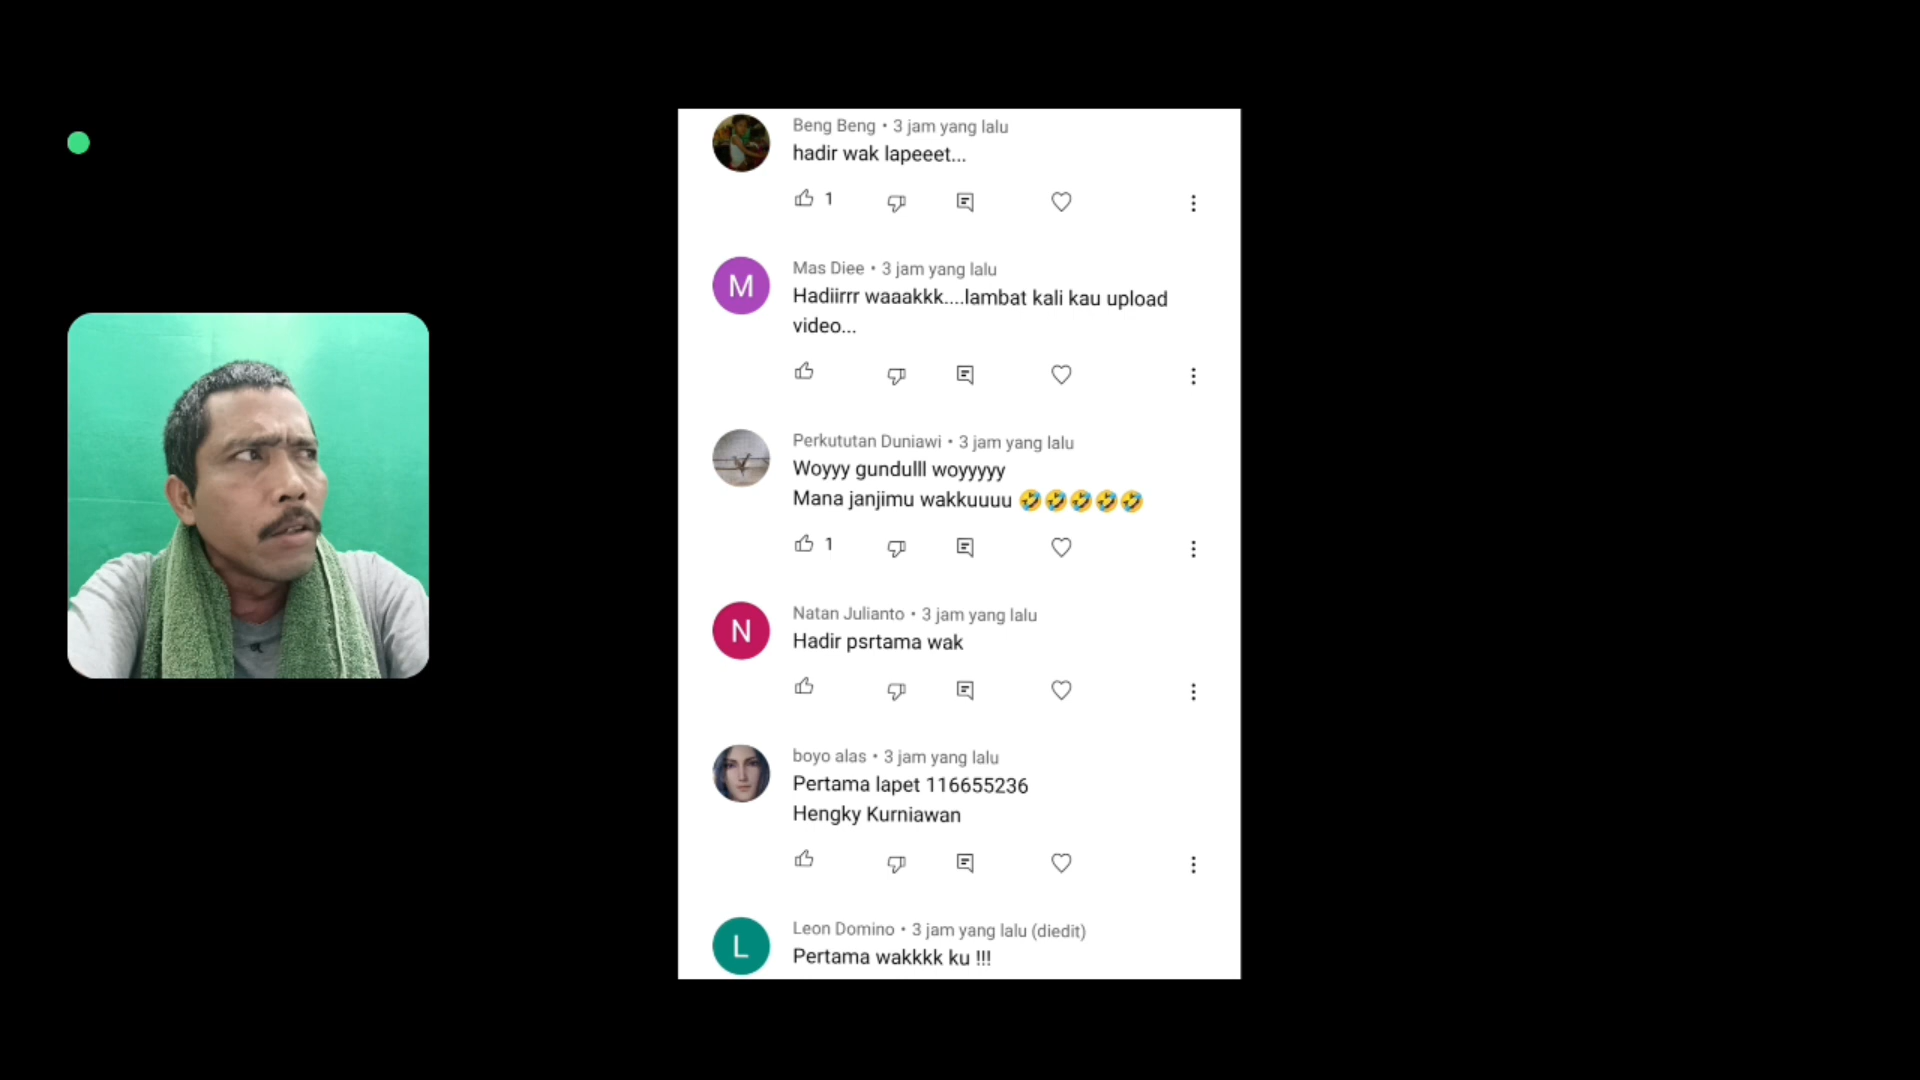 Beng Beng • 3 jam yang lalu
hadir wak lapeeet...
1
M
Mas Diee • 3 jam yang lalu
Hadiirrr waaakkk....lambat kali kau upload
video...
Perkututan Duniawi • 3 jam yang lalu
Woyyy gundulll woyyyyy
Mana janjimu wakkuuuu 🤣🤣🤣🤣🤣
1
N
Natan Julianto • 3 jam yang lalu
Hadir psrtama wak
boyo alas • 3 jam yang lalu
Pertama lapet 116655236
Hengky Kurniawan
L
Leon Domino • 3 jam yang lalu (diedit)
Pertama wakkkk ku !!!